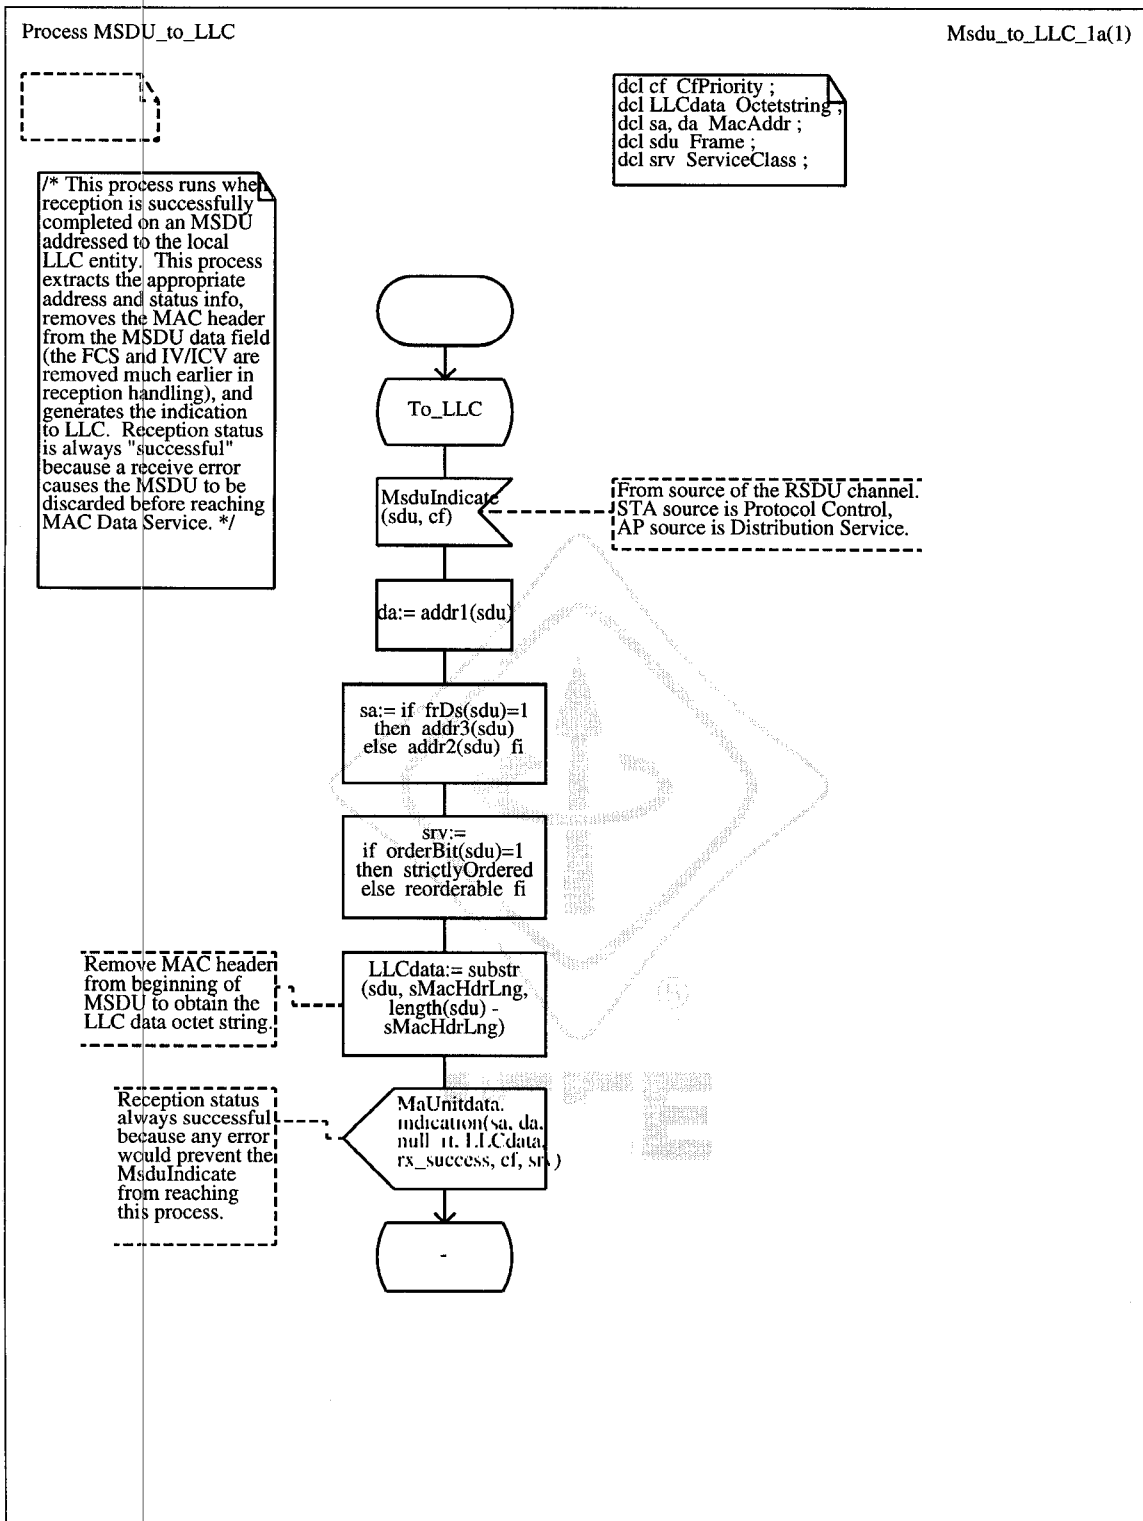 Process MSDU_to_LLC
Msdu_to_LLC_1a(1)
dcl cf CfPriority ;
dcl LLCdata Octetstring ;
dcl sa, da MacAddr ;
dcl sdu Frame ;
dcl srv ServiceClass ;
/* This process runs when
reception is successfully
completed on an MSDU
addressed to the local
LLC entity. This process
extracts the appropriate
address and status info,
removes the MAC header
from the MSDU data field
(the FCS and IV/ICV are
removed much earlier in
reception handling), and
generates the indication
to LLC. Reception status
is always "successful"
because a receive error
causes the MSDU to be
discarded before reaching
MAC Data Service. */
To_LLC
MsduIndicate
(sdu, cf)
From source of the RSDU channel.
STA source is Protocol Control,
AP source is Distribution Service.
da:= addr1(sdu)
sa:= if frDs(sdu)=1
then addr3(sdu)
else addr2(sdu) fi
srv:=
if orderBit(sdu)=1
then strictlyOrdered
else reorderable fi
Remove MAC header
from beginning of
MSDU to obtain the
LLC data octet string.
LLCdata:= substr
(sdu, sMacHdrLng,
length(sdu) -
sMacHdrLng)
Reception status
always successful
because any error
would prevent the
MsduIndicate
from reaching
this process.
MaUnitdata.
indication(sa, da,
null_rt, LLCdata,
rx_success, cf, srv)
-